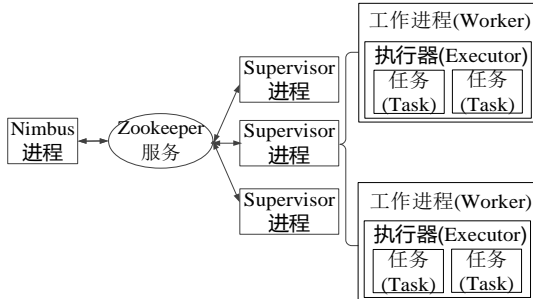 工作进程(Worker)
执行器(Executor)
任务 任务
(Task) (Task)
Supervisor
进程
Nimbus
进程
Zookeeper
服务
Supervisor
进程
Supervisor
进程
工作进程(Worker)
执行器(Executor)
任务 任务
(Task) (Task)